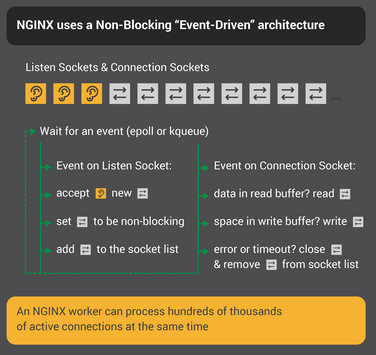 NGINX uses a Non-Blocking “Event-Driven” architecture
Listen Sockets & Connection Sockets
...
Wait for an event (epoll or kqueue)
Event on Listen Socket:
accept new
set to be non-blocking
add to the socket list
Event on Connection Socket:
data in read buffer? read
space in write buffer? write
error or timeout? close
& remove from socket list
An NGINX worker can process hundreds of thousands
of active connections at the same time